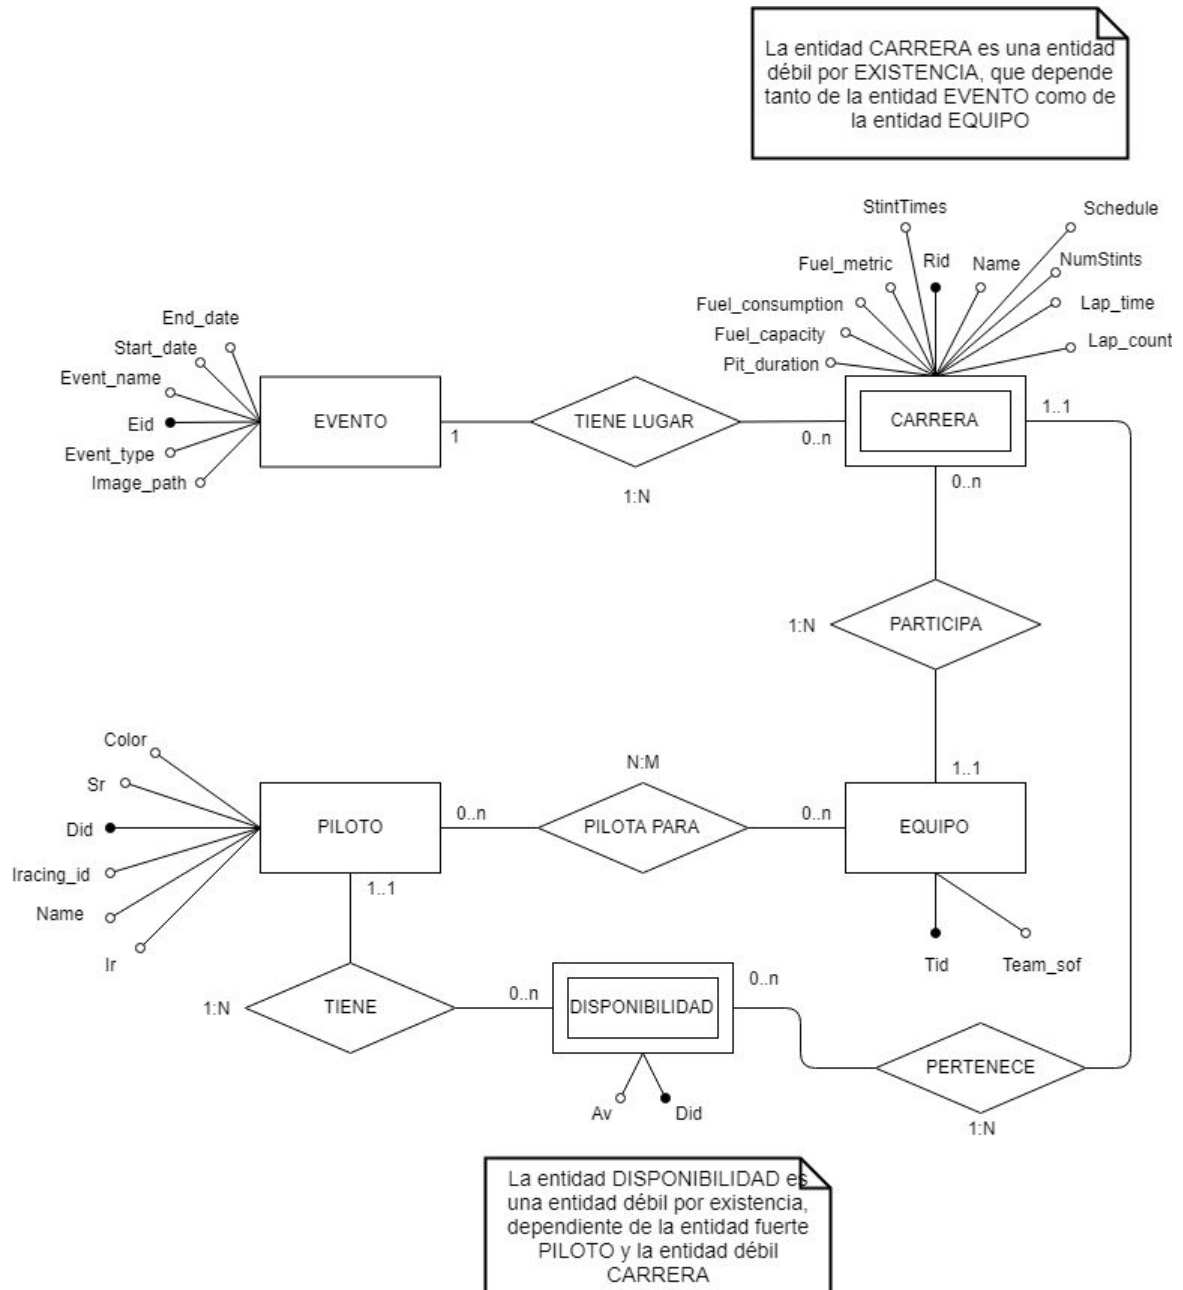 La entidad CARRERA es una entidad
débil por EXISTENCIA, que depende
tanto de la entidad EVENTO como de
la entidad EQUIPO
StintTimes
Schedule
Fuel_metric
Rid
Name
NumStints
Fuel_consumption
Lap_time
Fuel_capacity
Lap_count
Pit_duration
End_date
Start_date
Event_name
Eid
Event_type
Image_path
EVENTO
1
TIENE LUGAR
1:N
0..n
CARRERA
1..1
0..n
1:N
PARTICIPA
1..1
Color
Sr
Did
Iracing_id
Name
Ir
PILOTO
0..n
N:M
PILOTA PARA
0..n
EQUIPO
1..1
Tid
Team_sof
1:N
TIENE
0..n
DISPONIBILIDAD
0..n
Av
Did
PERTENECE
1:N
La entidad DISPONIBILIDAD es
una entidad débil por existencia,
dependiente de la entidad fuerte
PILOTO y la entidad débil
CARRERA